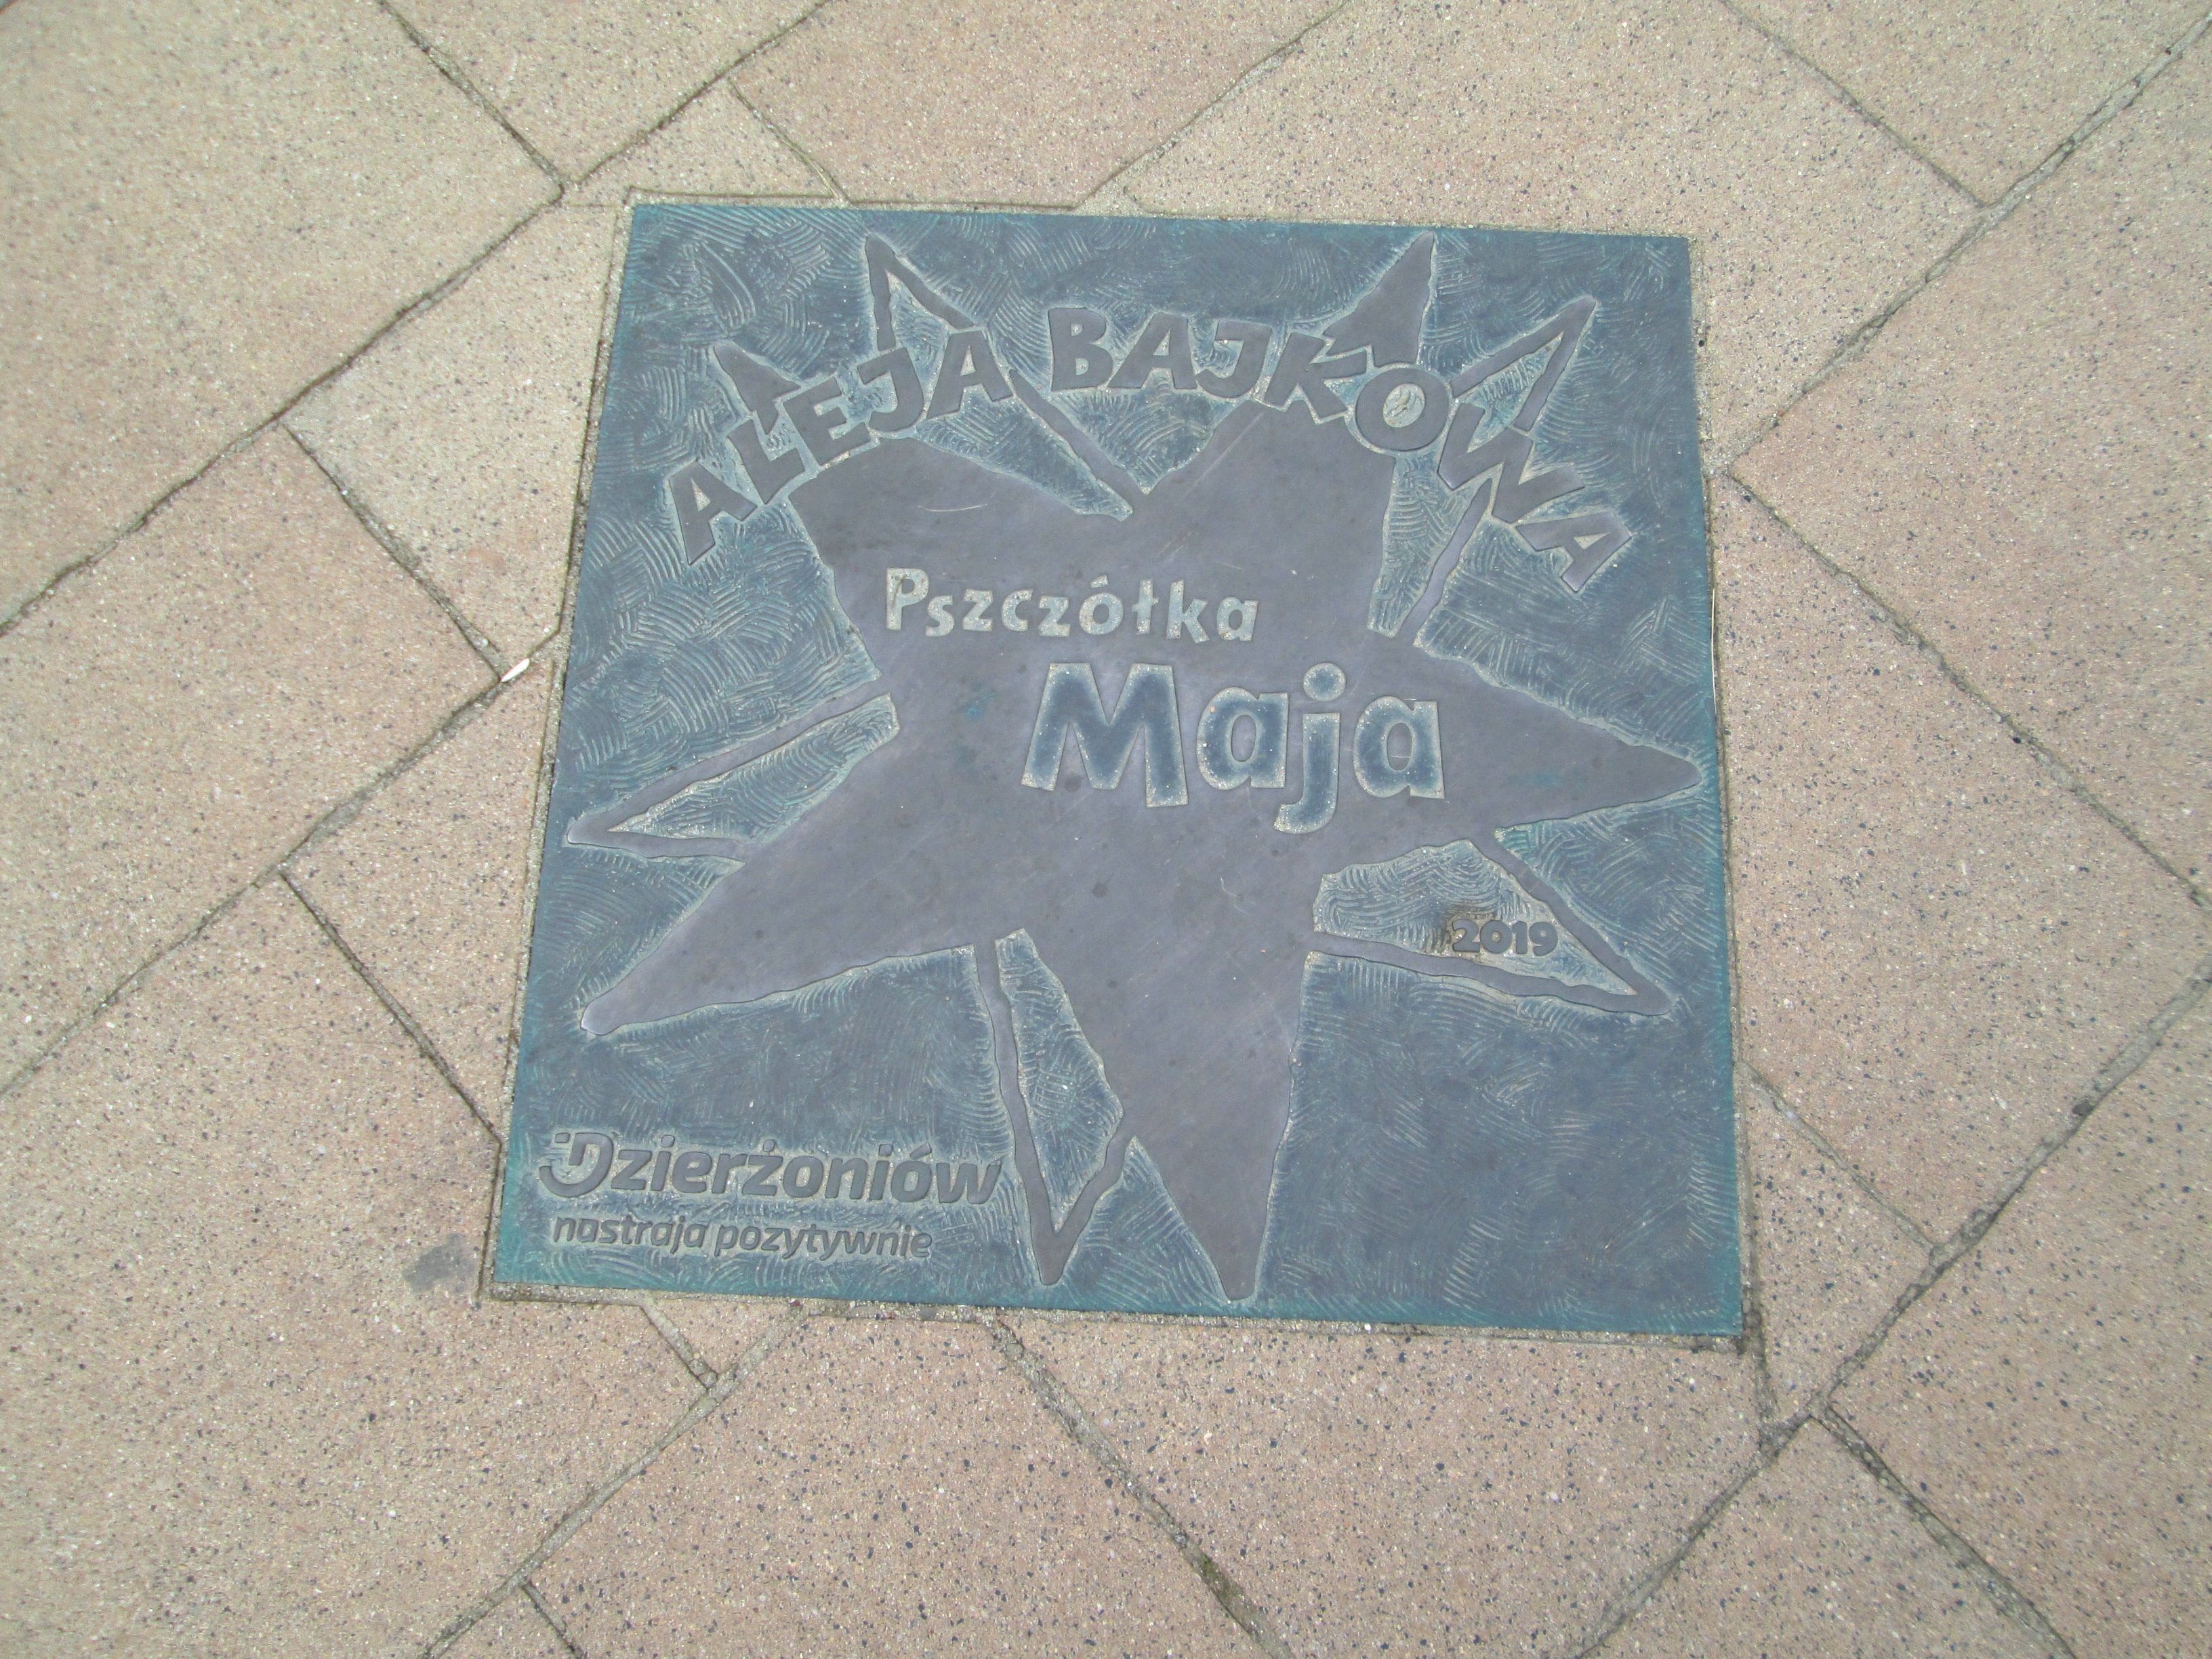 ALEJA BAJKOWA
Pszczółka
Maja
2019
Dzierżoniów
nastraja pozytywnie